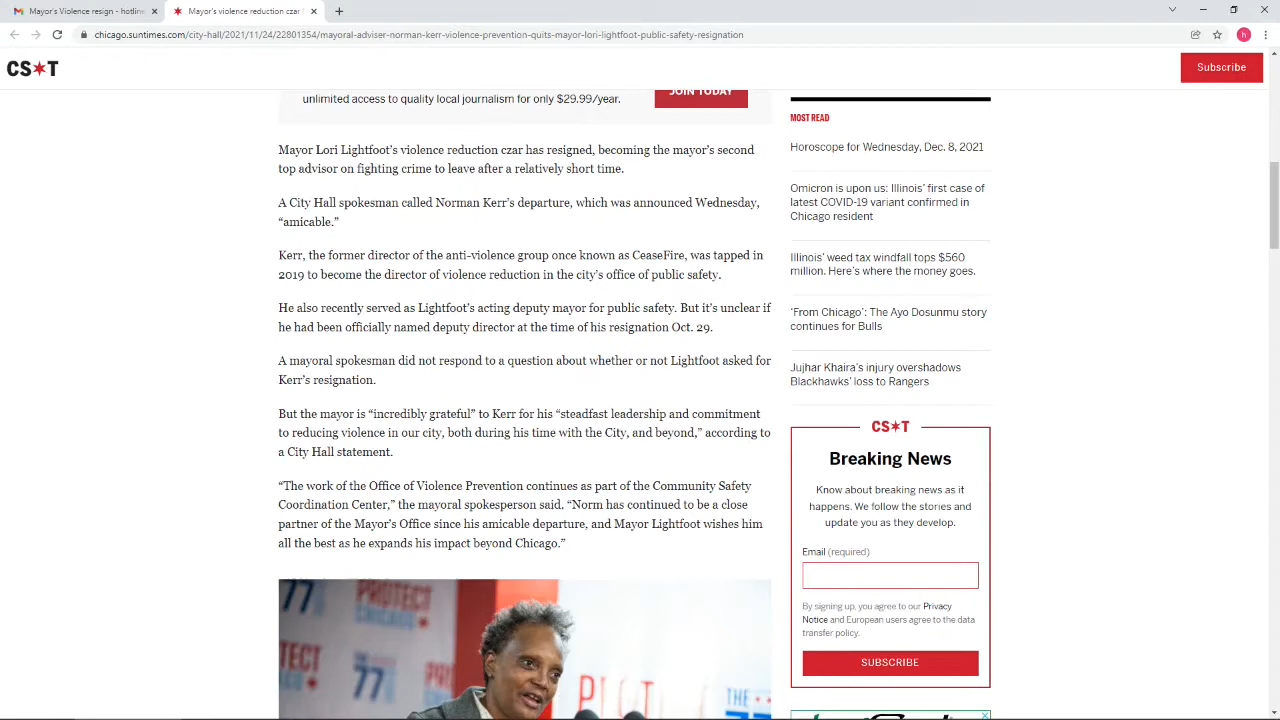 Mayor's Violence resign - hotline
Mayor's violence reduction czar
chicago.suntimes.com/city-hall/2021/11/24/22801354/mayoral-adviser-norman-kerr-violence-prevention-quits-mayor-lori-lightfoot-public-safety-resignation
h
CS★T
Subscribe
unlimited access to quality local journalism for only $29.99/year.
JOIN TODAY
Mayor Lori Lightfoot’s violence reduction czar has resigned, becoming the mayor’s second
top advisor on fighting crime to leave after a relatively short time.
A City Hall spokesman called Norman Kerr’s departure, which was announced Wednesday,
“amicable.”
Kerr, the former director of the anti-violence group once known as CeaseFire, was tapped in
2019 to become the director of violence reduction in the city’s office of public safety.
He also recently served as Lightfoot’s acting deputy mayor for public safety. But it’s unclear if
he had been officially named deputy director at the time of his resignation Oct. 29.
A mayoral spokesman did not respond to a question about whether or not Lightfoot asked for
Kerr’s resignation.
But the mayor is “incredibly grateful” to Kerr for his “steadfast leadership and commitment
to reducing violence in our city, both during his time with the City, and beyond,” according to
a City Hall statement.
“The work of the Office of Violence Prevention continues as part of the Community Safety
Coordination Center,” the mayoral spokesperson said. “Norm has continued to be a close
partner of the Mayor’s Office since his amicable departure, and Mayor Lightfoot wishes him
all the best as he expands his impact beyond Chicago.”
77
PROTECT
77
THE
MOST READ
Horoscope for Wednesday, Dec. 8, 2021
Omicron is upon us: Illinois’ first case of
latest COVID-19 variant confirmed in
Chicago resident
Illinois’ weed tax windfall tops $560
million. Here’s where the money goes.
‘From Chicago’: The Ayo Dosunmu story
continues for Bulls
Jujhar Khaira’s injury overshadows
Blackhawks’ loss to Rangers
CS★T
Breaking News
Know about breaking news as it
happens. We follow the stories and
update you as they develop.
Email (required)
By signing up, you agree to our Privacy
Notice and European users agree to the data
transfer policy.
SUBSCRIBE